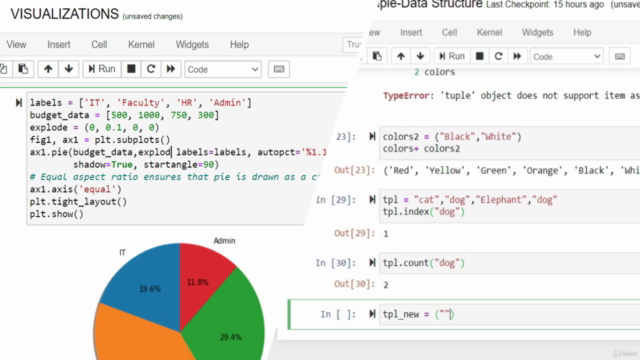 VISUALIZATIONS (unsaved changes)
View Insert Cell Kernel Widgets Help
Run Code
labels = ['IT', 'Faculty', 'HR', 'Admin']
budget_data = [500, 1000, 750, 300]
explode = (0, 0.1, 0, 0)
fig1, ax1 = plt.subplots()
ax1.pie(budget_data,explod labels=labels, autopct='%1.1
shadow=True, startangle=90)
# Equal aspect ratio ensures that pie is drawn as a
ax1.axis('equal')
plt.tight_layout()
plt.show()
IT
Admin
19.6%
11.8%
29.4%
ple-Data Structure Last Checkpoint: 15 hours ago (unsaved
View Insert Cell Kernel Widgets Help
Run Code
2 colors
TypeError: 'tuple' object does not support item as
23]: colors2 = ("Black","White")
colors+ colors2
Out[23]: ('Red', 'Yellow', 'Green', 'Orange', 'Black', 'Whi
In [29]: tpl = "cat","dog","Elephant","dog"
tpl.index("dog")
Out[29]: 1
In [30]: tpl.count("dog")
Out[30]: 2
In [ ]: tpl_new = ("")